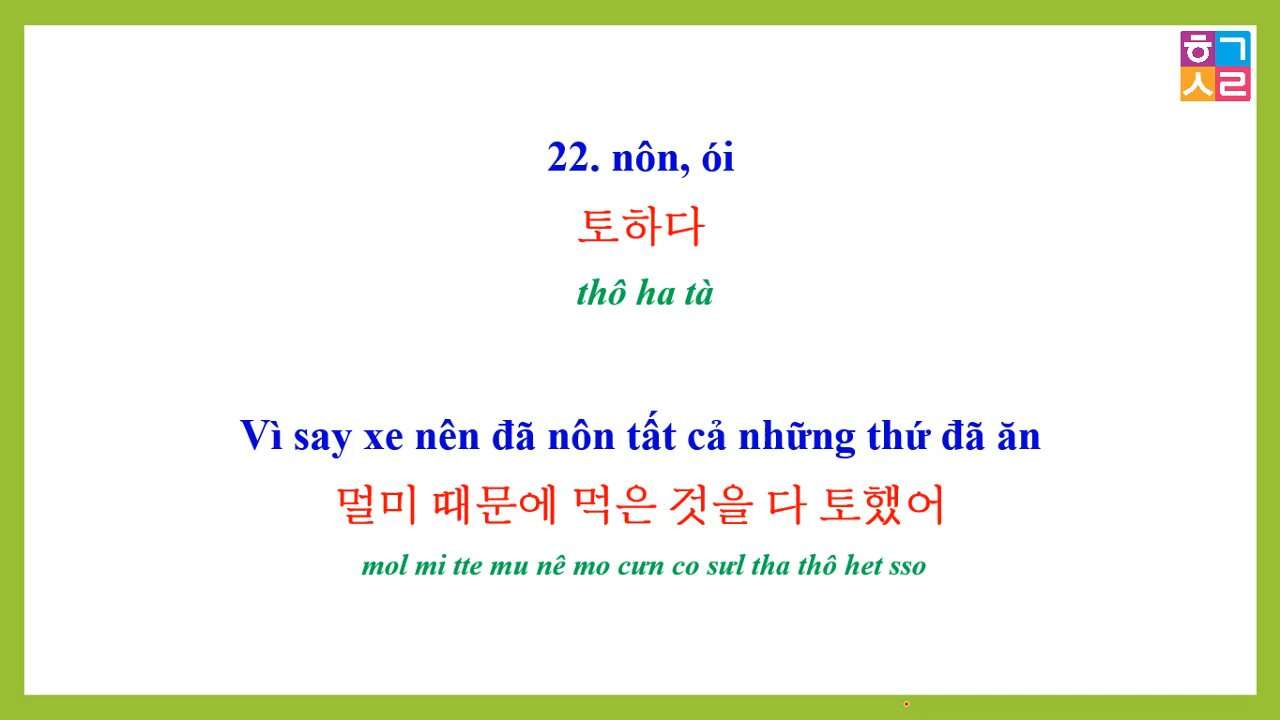 ㅎㄱ
ㅅㄹ
22. nôn, ói
토하다
thô ha tà
Vì say xe nên đã nôn tất cả những thứ đã ăn
멀미 때문에 먹은 것을 다 토했어
mol mi tte mu nê mo cưn co sưl tha thô het sso